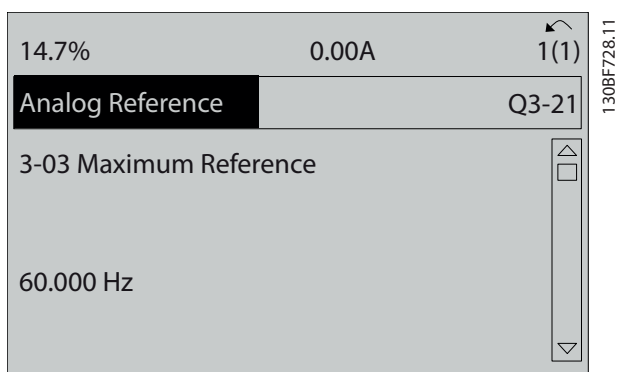 14.7% 0.00A 1(1)
Analog Reference Q3-21
3-03 Maximum Reference
60.000 Hz
130BF728.11